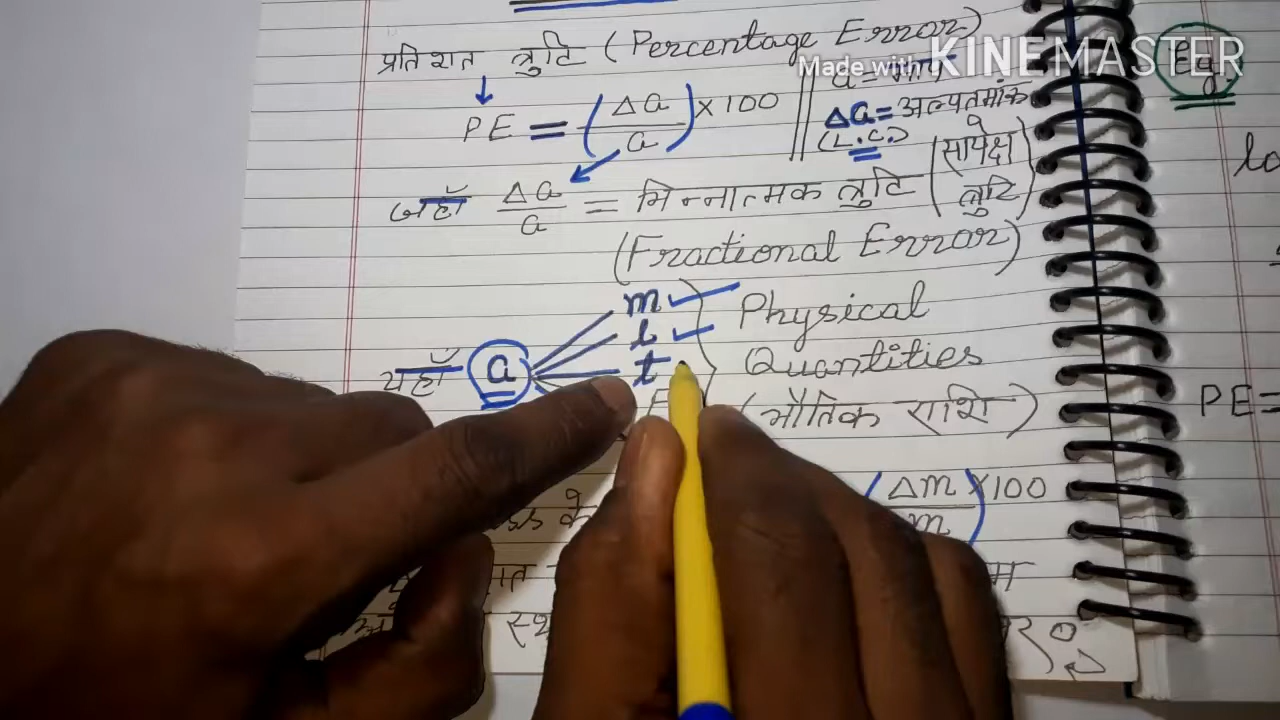 प्रतिशत त्रुटि (Percentage Error)
Made with KINEMASTER
PE = (Δa/a) × 100
a = माप
Δa = अल्पतमांक
(L.C.)
जहाँ Δa/a = भिन्नात्मक त्रुटि (सापेक्ष त्रुटि)
(Fractional Error)
यहाँ a
m
l
t
Physical
Quantities
(भौतिक राशि)
(Δm/m) × 100
Eg.
PE=